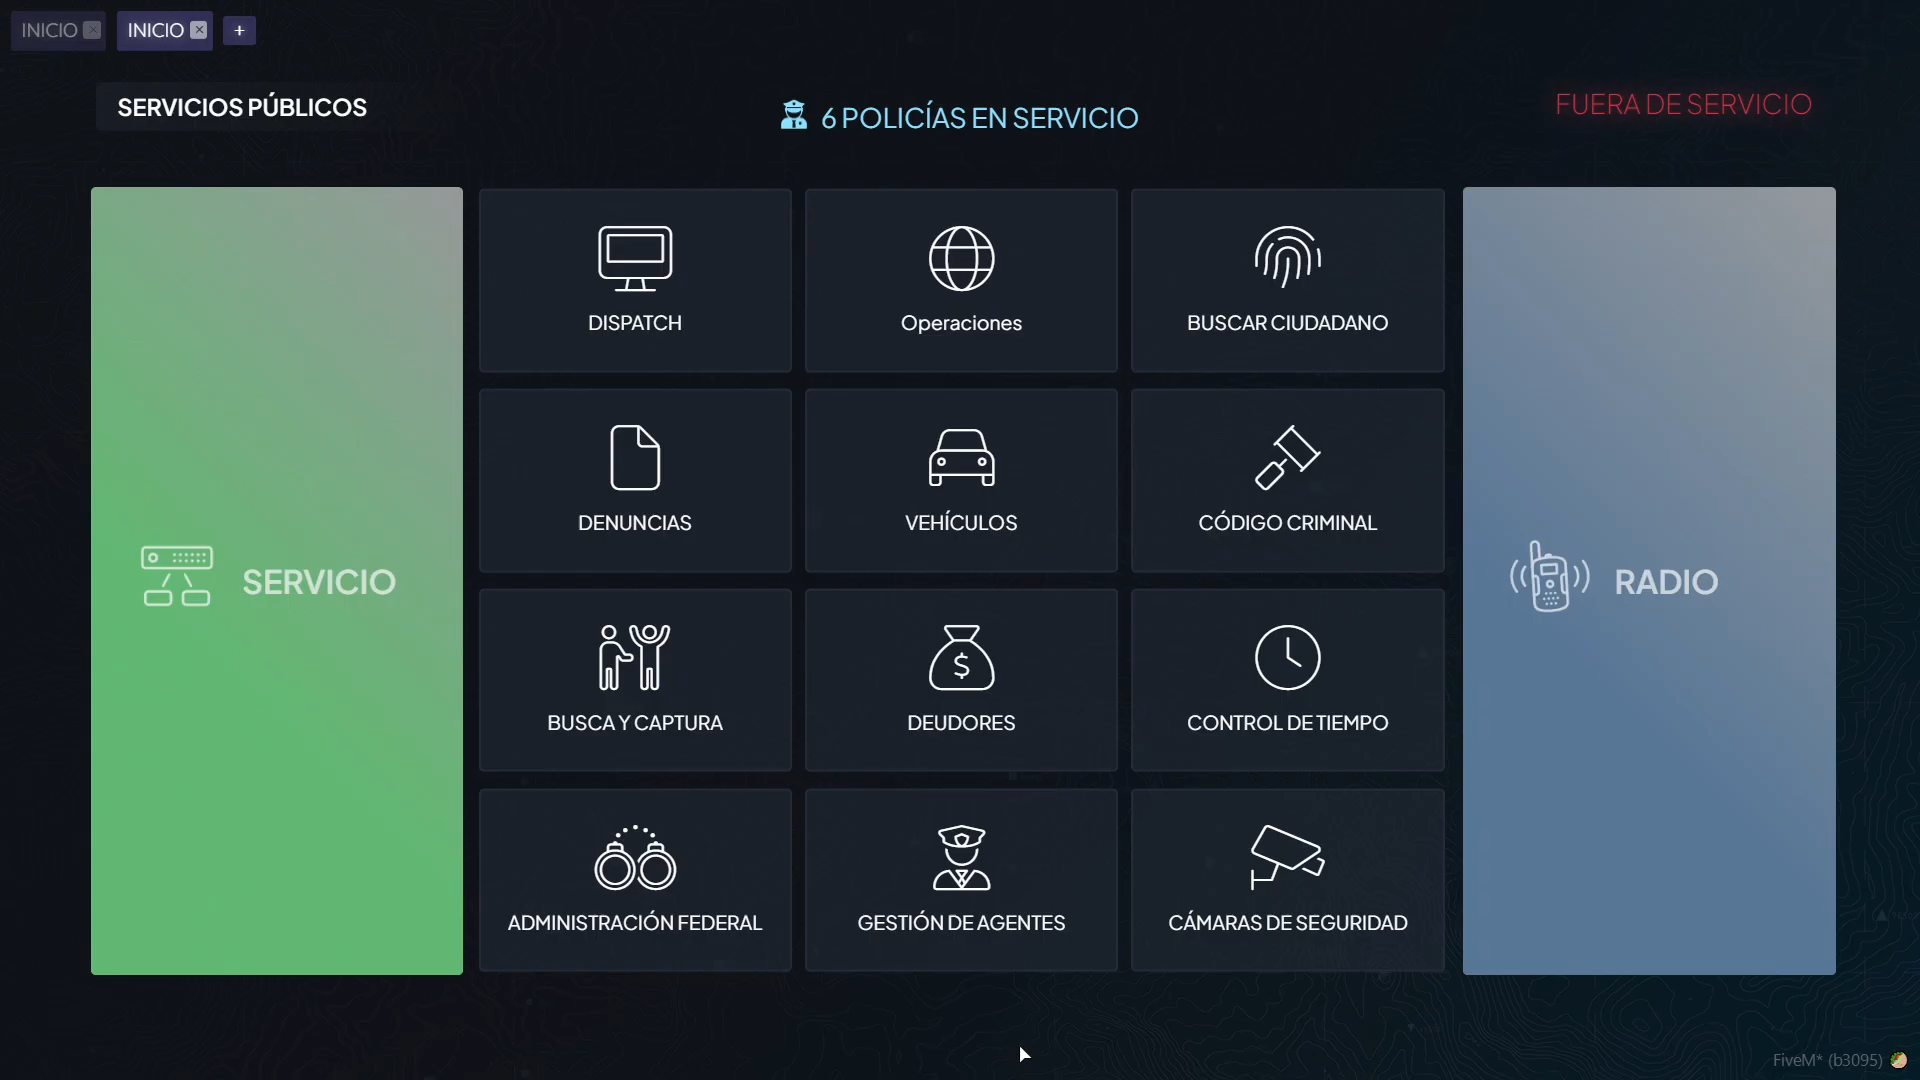 INICIO
INICIO
+
SERVICIOS PÚBLICOS
6 POLICÍAS EN SERVICIO
FUERA DE SERVICIO
SERVICIO
DISPATCH
Operaciones
BUSCAR CIUDADANO
DENUNCIAS
VEHÍCULOS
CÓDIGO CRIMINAL
BUSCA Y CAPTURA
$
DEUDORES
CONTROL DE TIEMPO
ADMINISTRACIÓN FEDERAL
GESTIÓN DE AGENTES
CÁMARAS DE SEGURIDAD
RADIO
FiveM* (b3095)